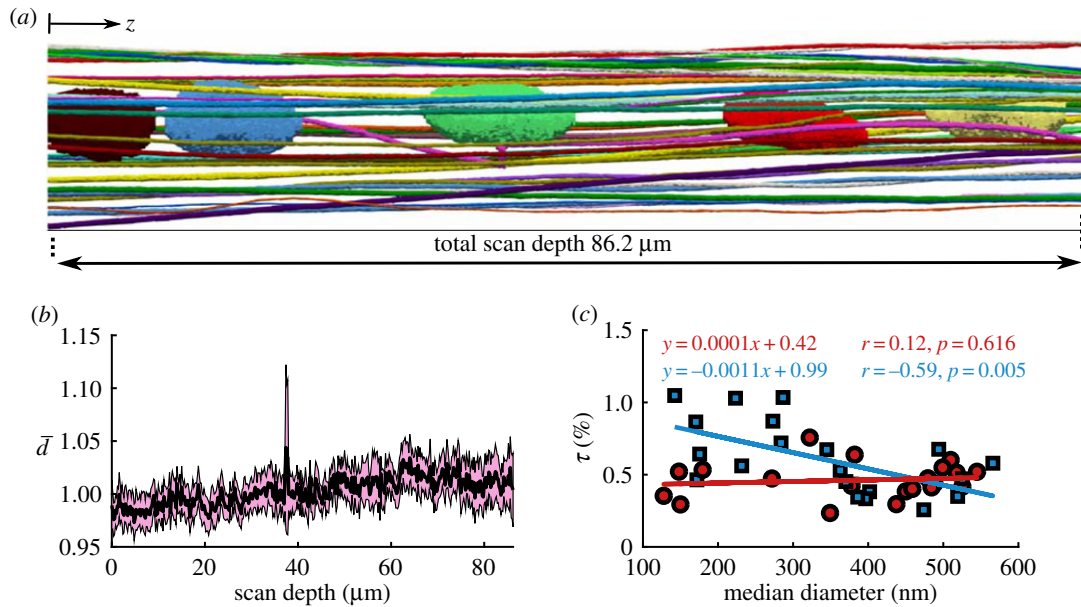 (a)
z
total scan depth 86.2 µm
(b)
1.15
1.10
1.05
1.00
0.95
d̄
0 20 40 60 80
scan depth (µm)
(c)
1.5
1.0
0.5
0
τ (%)
y = 0.0001x + 0.42 r = 0.12, p = 0.616
y = –0.0011x + 0.99 r = –0.59, p = 0.005
100 200 300 400 500 600
median diameter (nm)